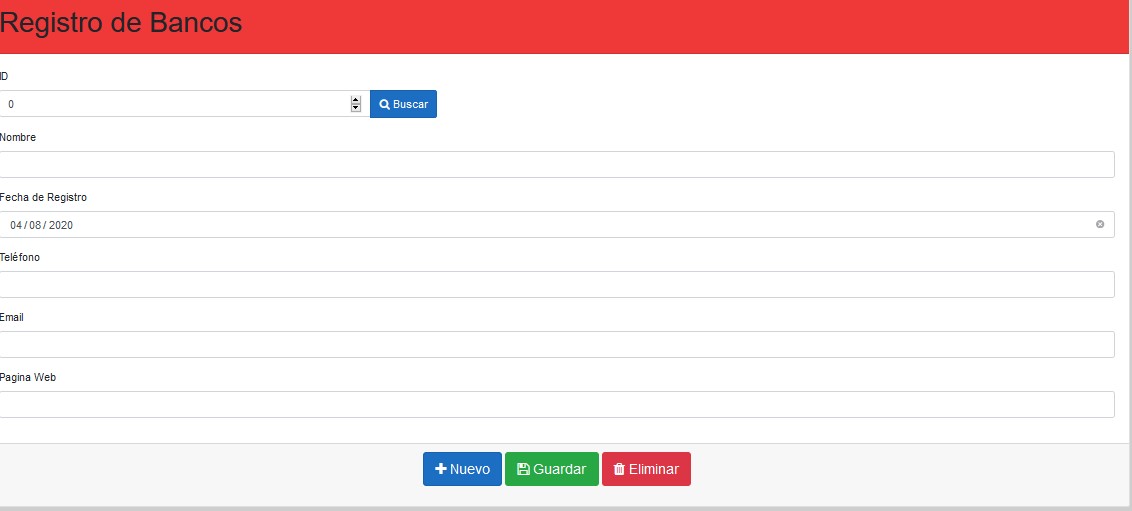 Registro de Bancos
ID
0 Buscar
Nombre
Fecha de Registro
04/08/2020
Teléfono
Email
Pagina Web
Nuevo Guardar Eliminar